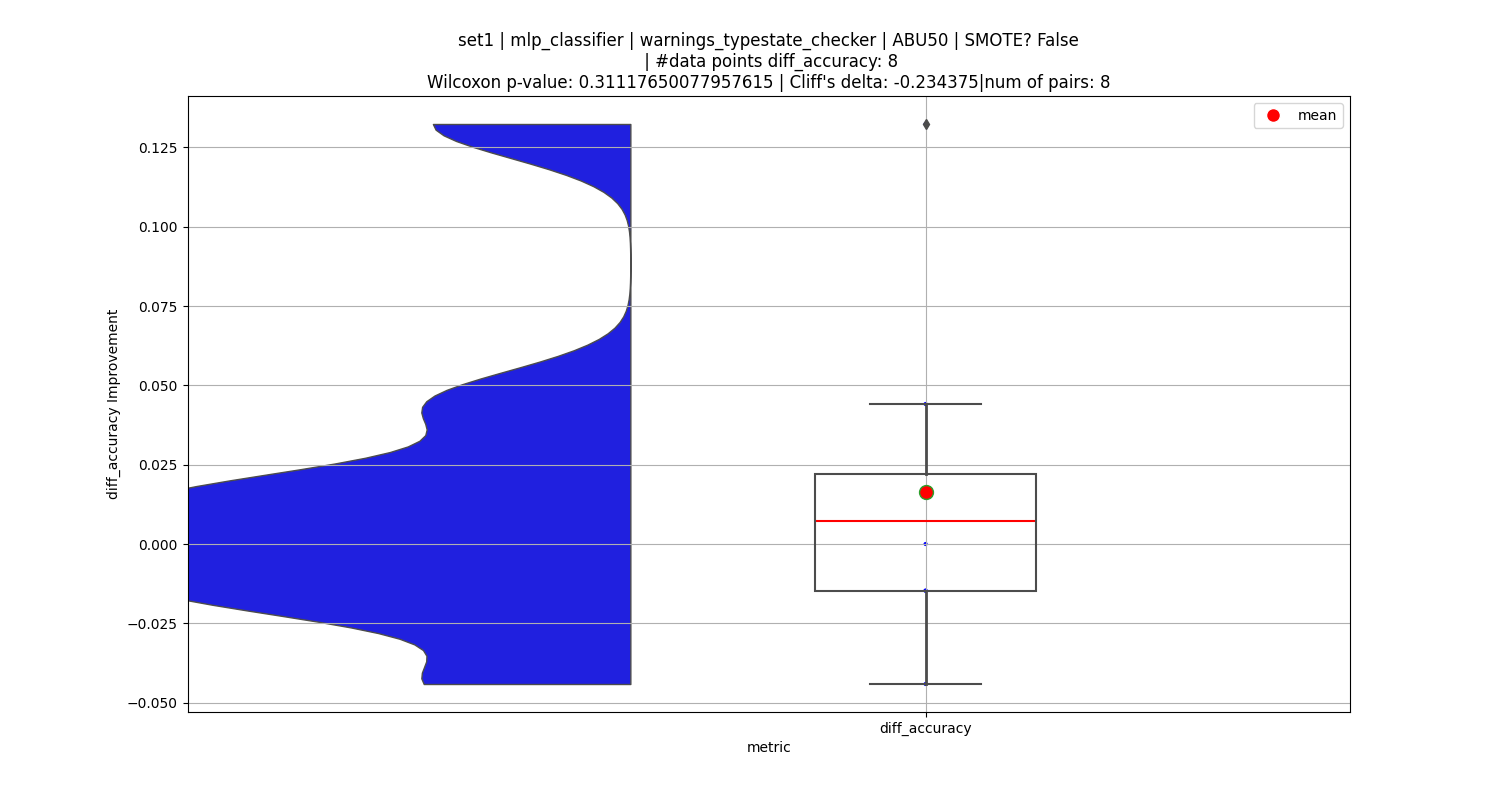 set1 | mlp_classifier | warnings_typestate_checker | ABU50 | SMOTE? False
| #data points diff_accuracy: 8
Wilcoxon p-value: 0.31117650077957615 | Cliff's delta: -0.234375|num of pairs: 8
mean
0.125
0.100
0.075
0.050
0.025
0.000
−0.025
−0.050
diff_accuracy Improvement
diff_accuracy
metric